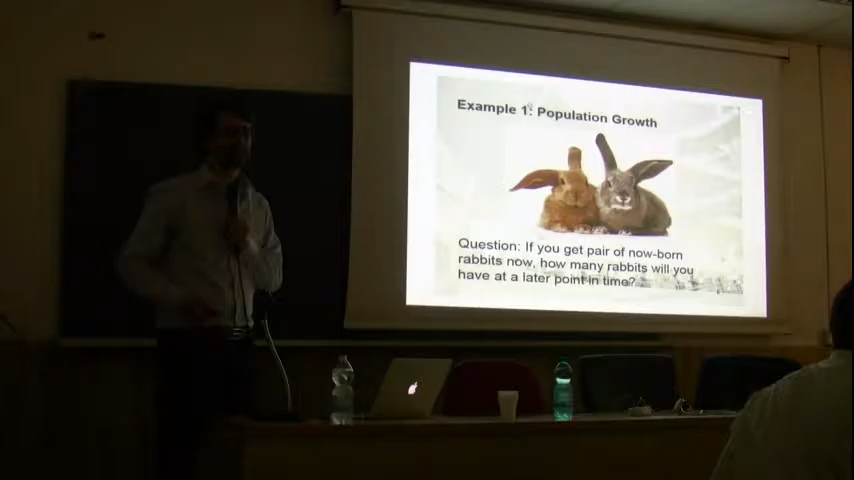 Example 1: Population Growth
Question: If you get pair of now-born
rabbits now, how many rabbits will you
have at a later point in time?